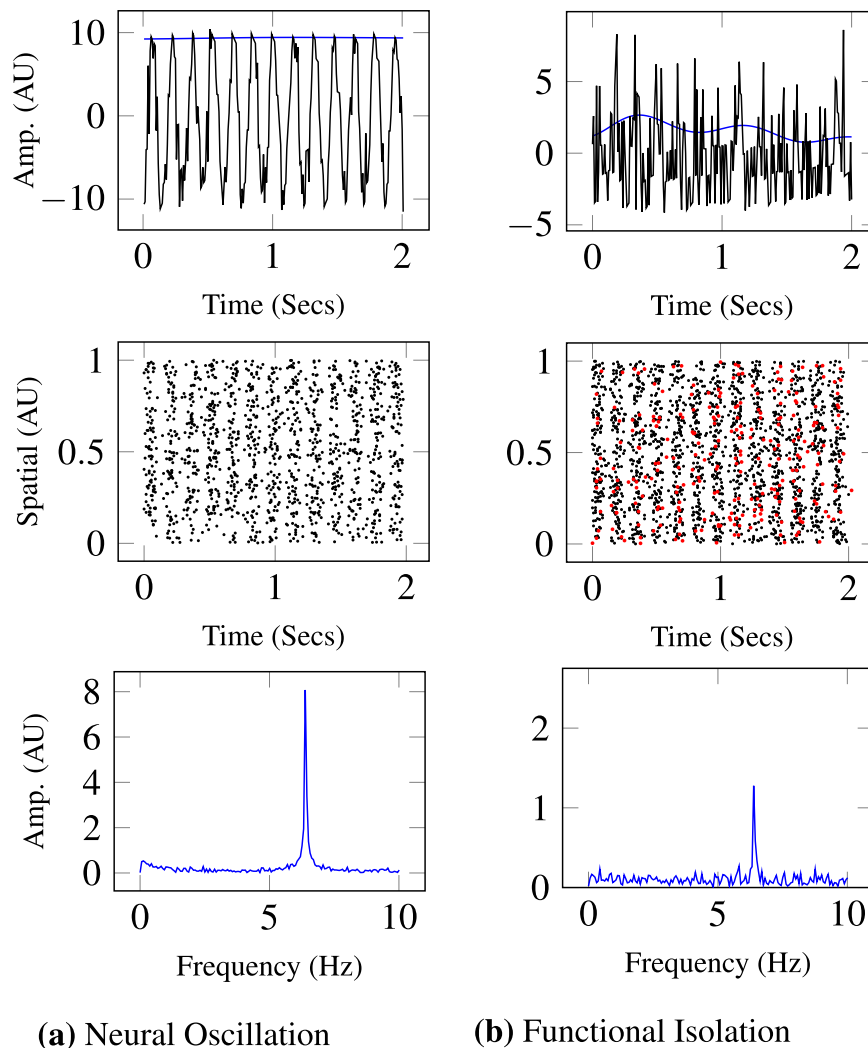 10
0
−10
Amp. (AU)
0 1 2
Time (Secs)
5
0
−5
0 1 2
Time (Secs)
1
0.5
0
Spatial (AU)
0 1 2
Time (Secs)
1
0.5
0
0 1 2
Time (Secs)
8
6
4
2
0
Amp. (AU)
0 5 10
Frequency (Hz)
2
1
0
0 5 10
Frequency (Hz)
(a) Neural Oscillation
(b) Functional Isolation